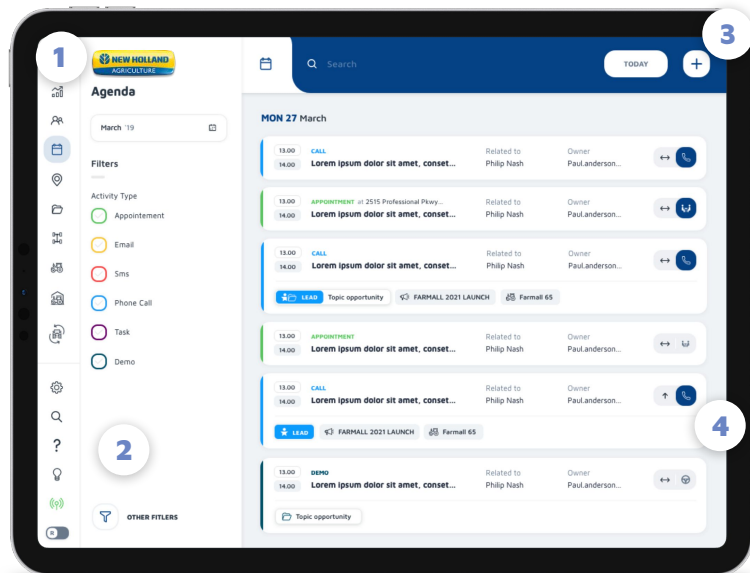 1
NEW HOLLAND
AGRICULTURE
Agenda
March '19
Filters
Activity Type
Appointement
Email
Sms
Phone Call
Task
Demo
2
OTHER FITLERS
?
R
Search
TODAY
+
3
MON 27 March
13.00 CALL Related to Owner
14.00 Lorem ipsum dolor sit amet, conset... Philip Nash Paul.anderson...
13.00 APPOINTMENT at 2515 Professional Pkwy... Related to Owner
14.00 Lorem ipsum dolor sit amet, conset... Philip Nash Paul.anderson...
13.00 CALL Related to Owner
14.00 Lorem ipsum dolor sit amet, conset... Philip Nash Paul.anderson...
LEAD Topic opportunity FARMALL 2021 LAUNCH Farmall 65
13.00 APPOINTMENT Related to Owner
14.00 Lorem ipsum dolor sit amet, conset... Philip Nash Paul.anderson...
13.00 CALL Related to Owner
14.00 Lorem ipsum dolor sit amet, conset... Philip Nash Paul.anderson...
LEAD FARMALL 2021 LAUNCH Farmall 65
4
13.00 DEMO Related to Owner
14.00 Lorem ipsum dolor sit amet, conset... Philip Nash Paul.anderson...
Topic opportunity